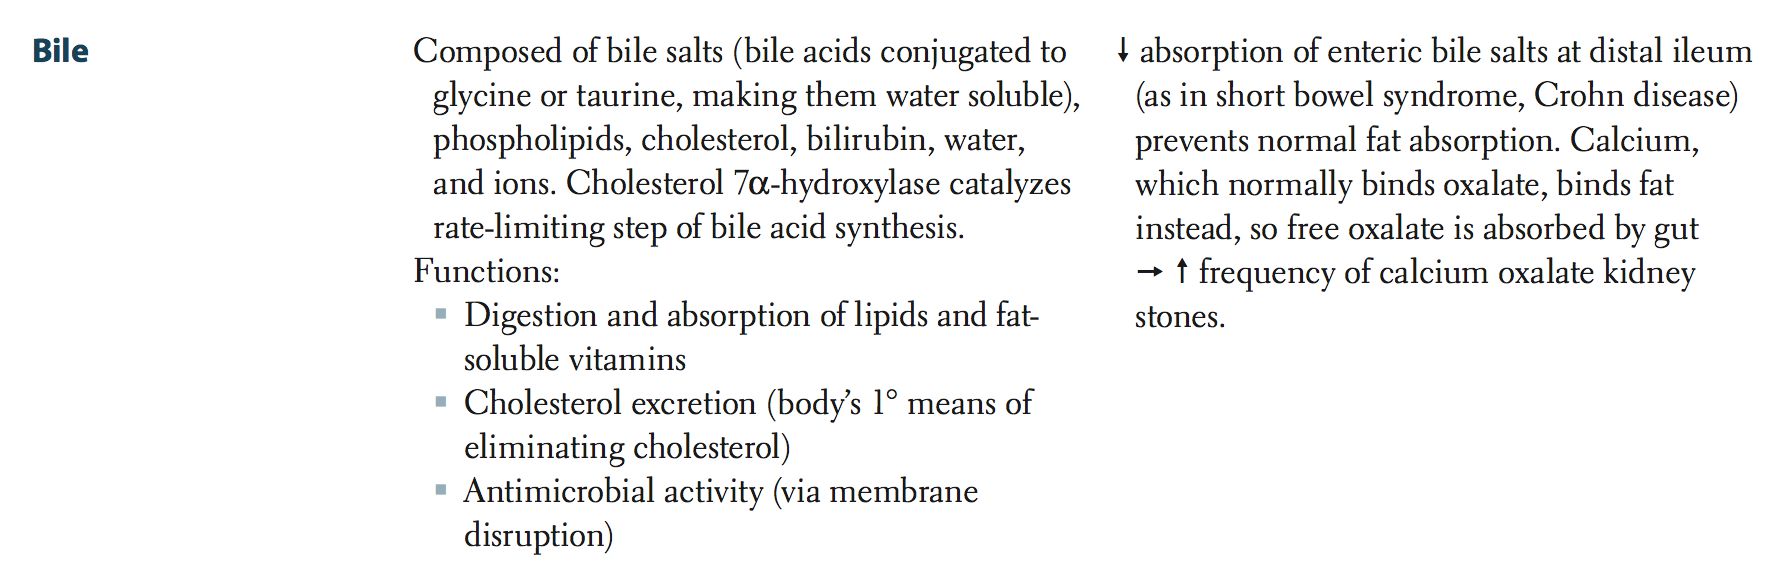 Bile
Composed of bile salts (bile acids conjugated to
glycine or taurine, making them water soluble),
phospholipids, cholesterol, bilirubin, water,
and ions. Cholesterol 7α-hydroxylase catalyzes
rate-limiting step of bile acid synthesis.
Functions:
▪ Digestion and absorption of lipids and fat-
soluble vitamins
▪ Cholesterol excretion (body’s 1° means of
eliminating cholesterol)
▪ Antimicrobial activity (via membrane
disruption)
↓ absorption of enteric bile salts at distal ileum
(as in short bowel syndrome, Crohn disease)
prevents normal fat absorption. Calcium,
which normally binds oxalate, binds fat
instead, so free oxalate is absorbed by gut
→ ↑ frequency of calcium oxalate kidney
stones.